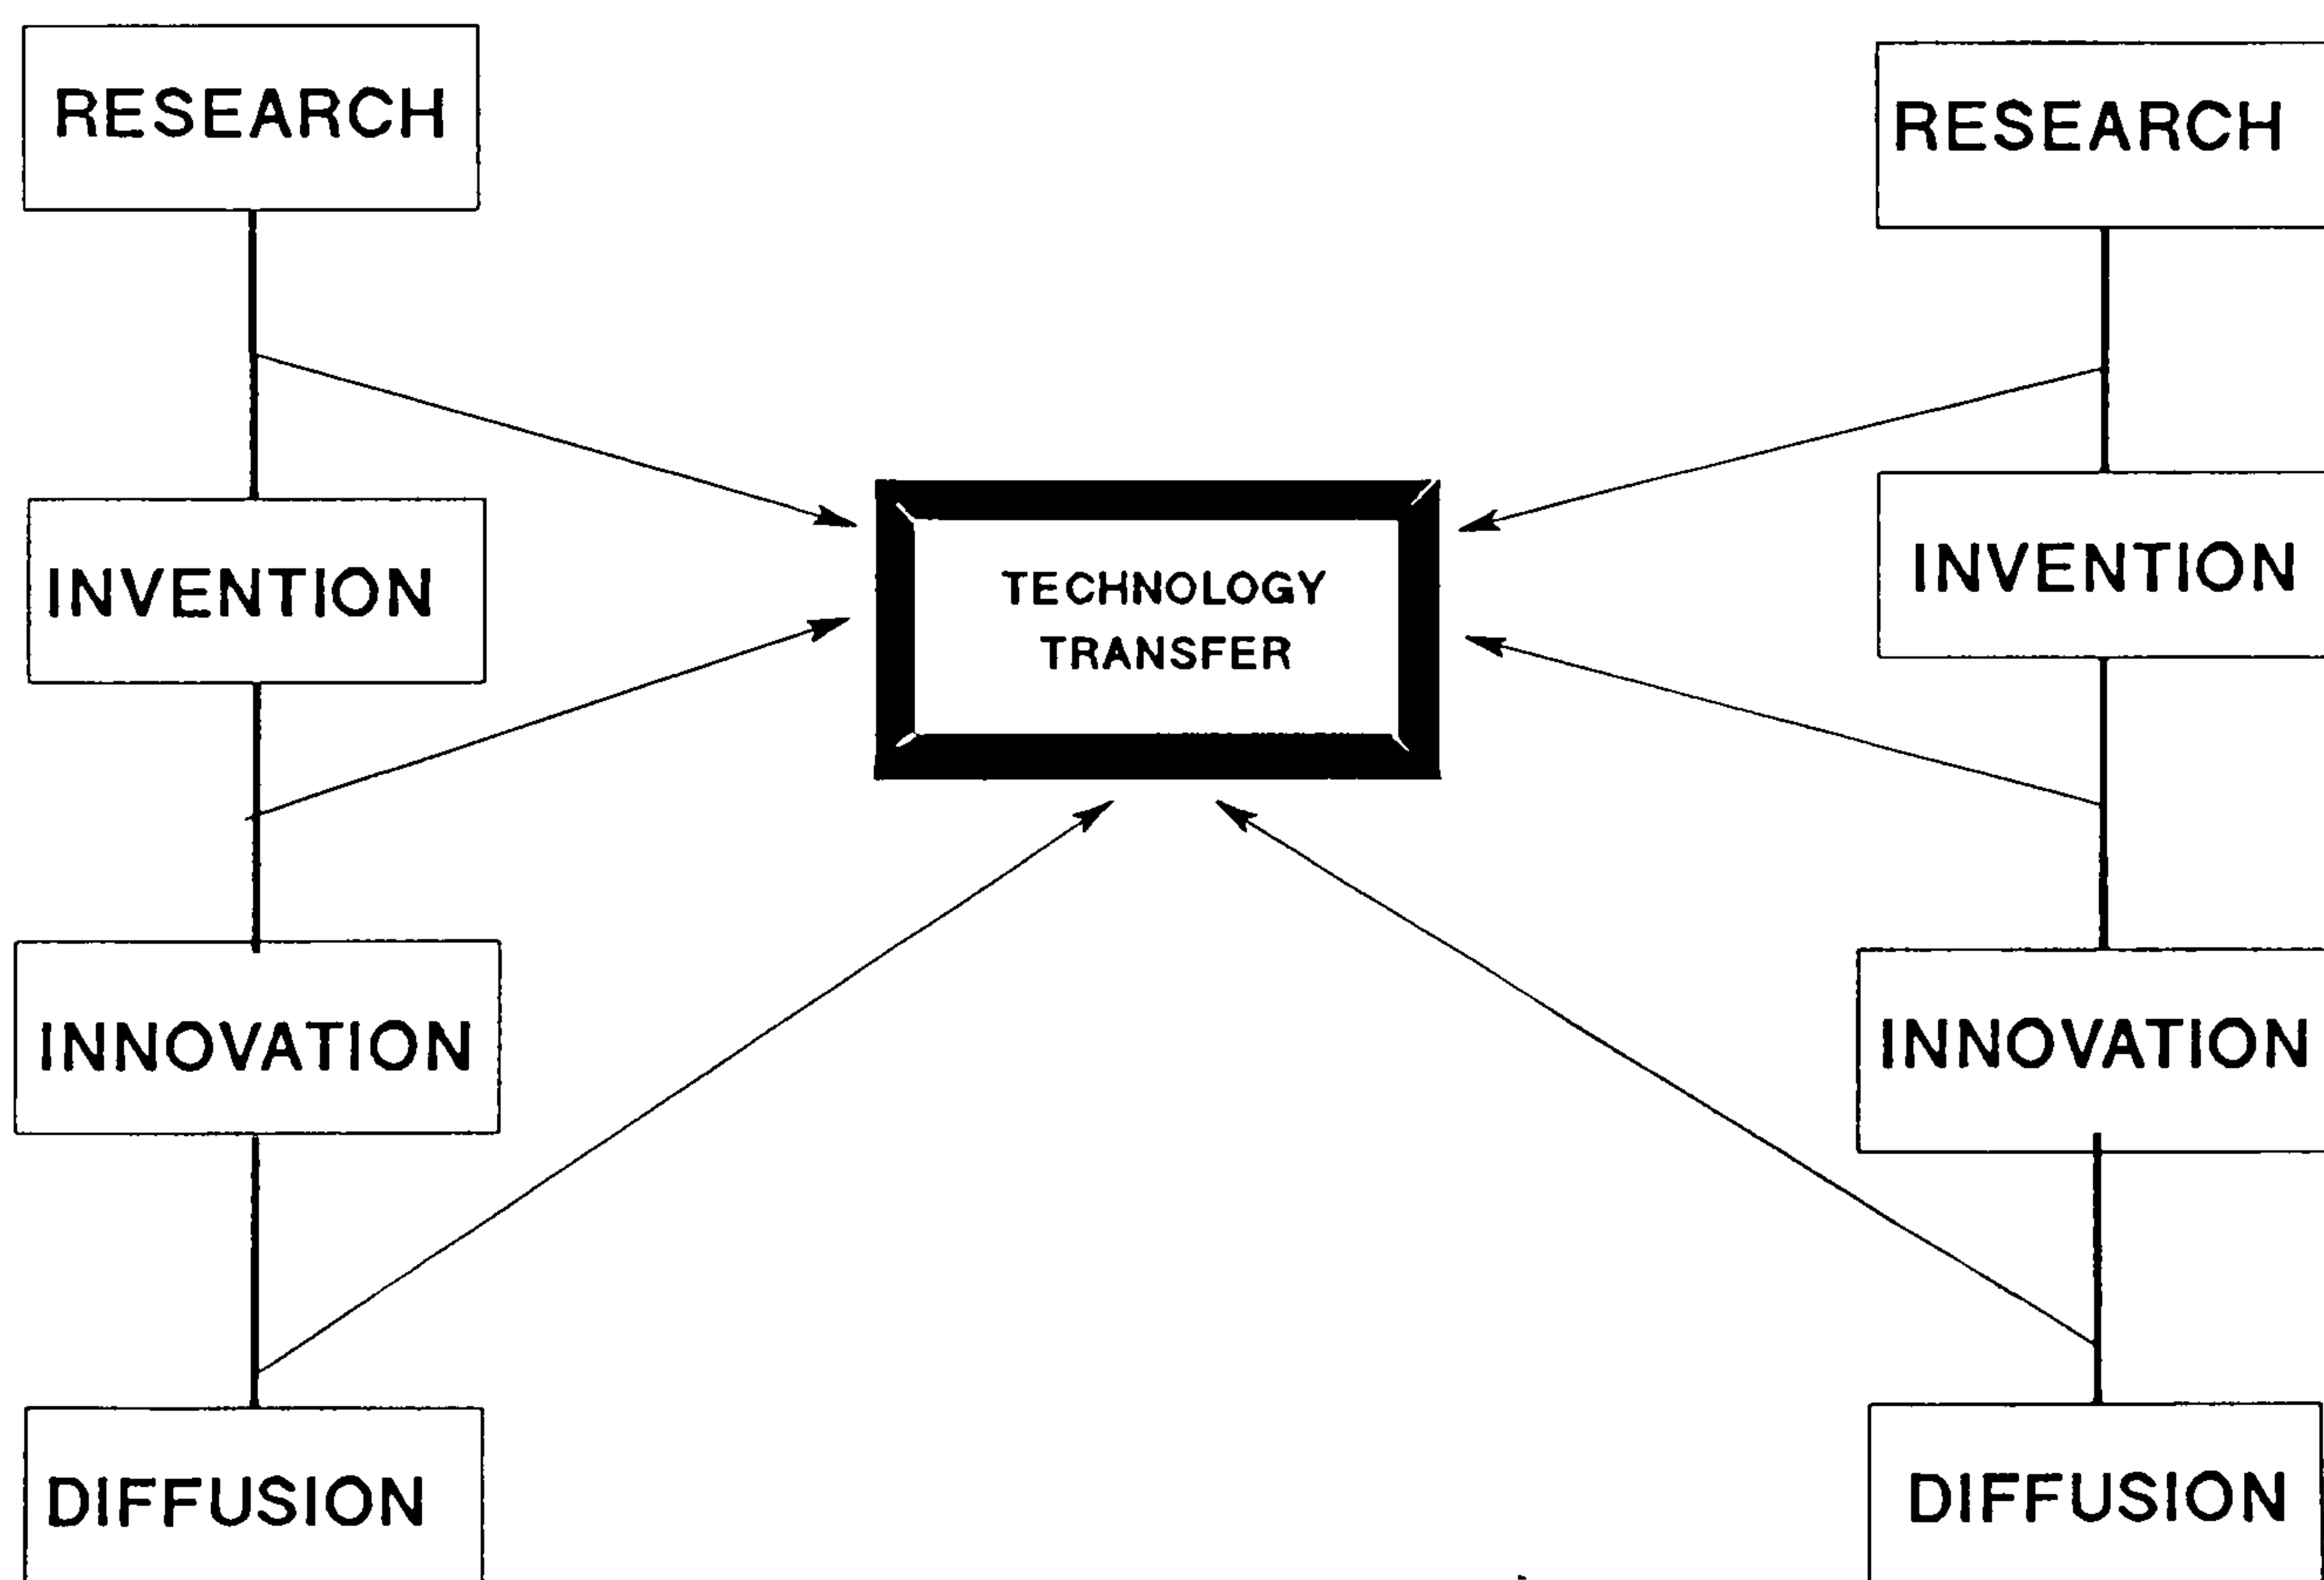 RESEARCH
RESEARCH
INVENTION
TECHNOLOGY
TRANSFER
INVENTION
INNOVATION
INNOVATION
DIFFUSION
DIFFUSION